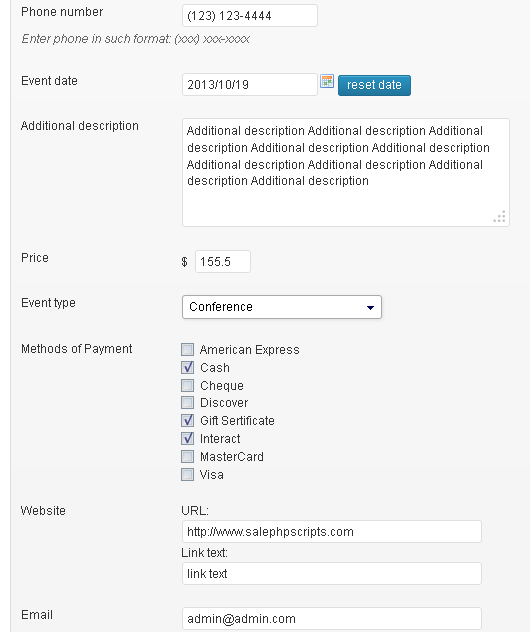 Phone number (123) 123-4444
Enter phone in such format: (xxx) xxx-xxxx
Event date 2013/10/19 reset date
Additional description Additional description Additional description Additional
description Additional description Additional description
Additional description Additional description Additional
description Additional description
Price $ 155.5
Event type Conference
Methods of Payment American Express
Cash
Cheque
Discover
Gift Sertificate
Interact
MasterCard
Visa
Website URL:
http://www.salephpscripts.com
Link text:
link text
Email admin@admin.com